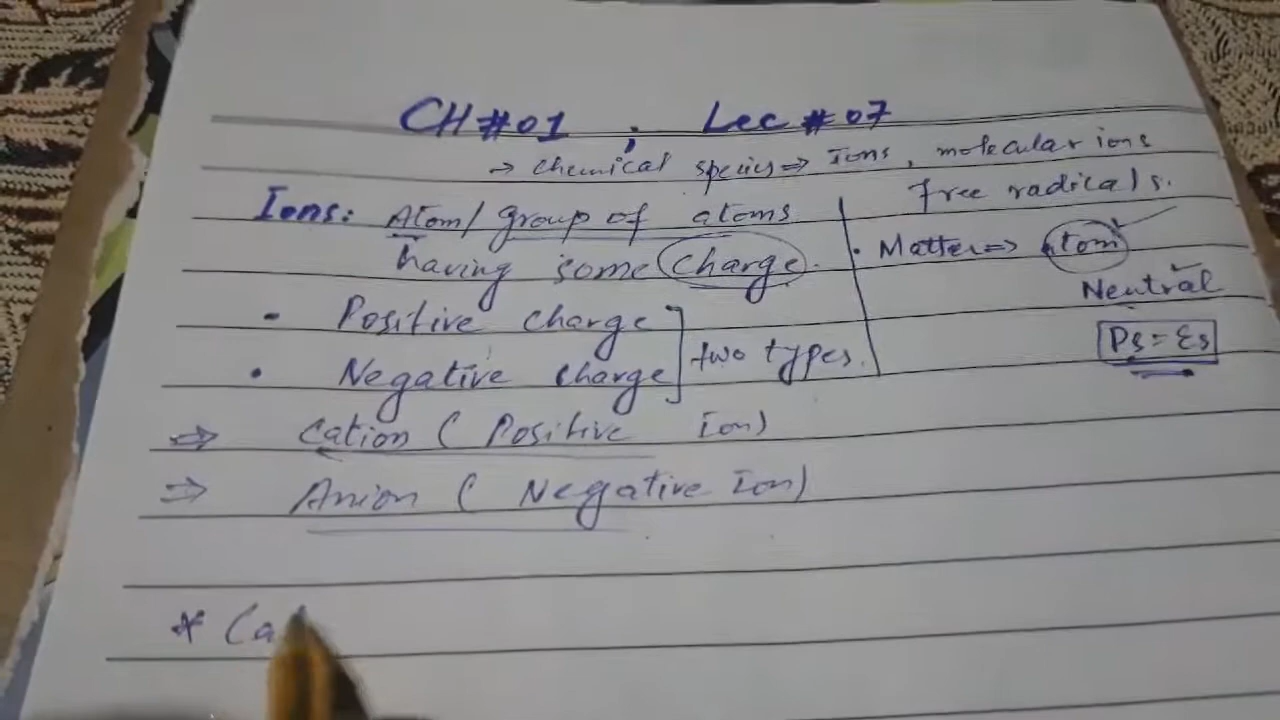 CH #01 , Lec #07
→ Chemical species ⇒ Ions, molecular ions
Free radicals.
Ions: Atom/group of atoms
having some charge.
• Positive charge
• Negative charge
two types.
• Matter ⇒ Atom
Neutral
Ps = Es
⇒ Cation ( Positive Ion)
⇒ Anion ( Negative Ion)
* Ca